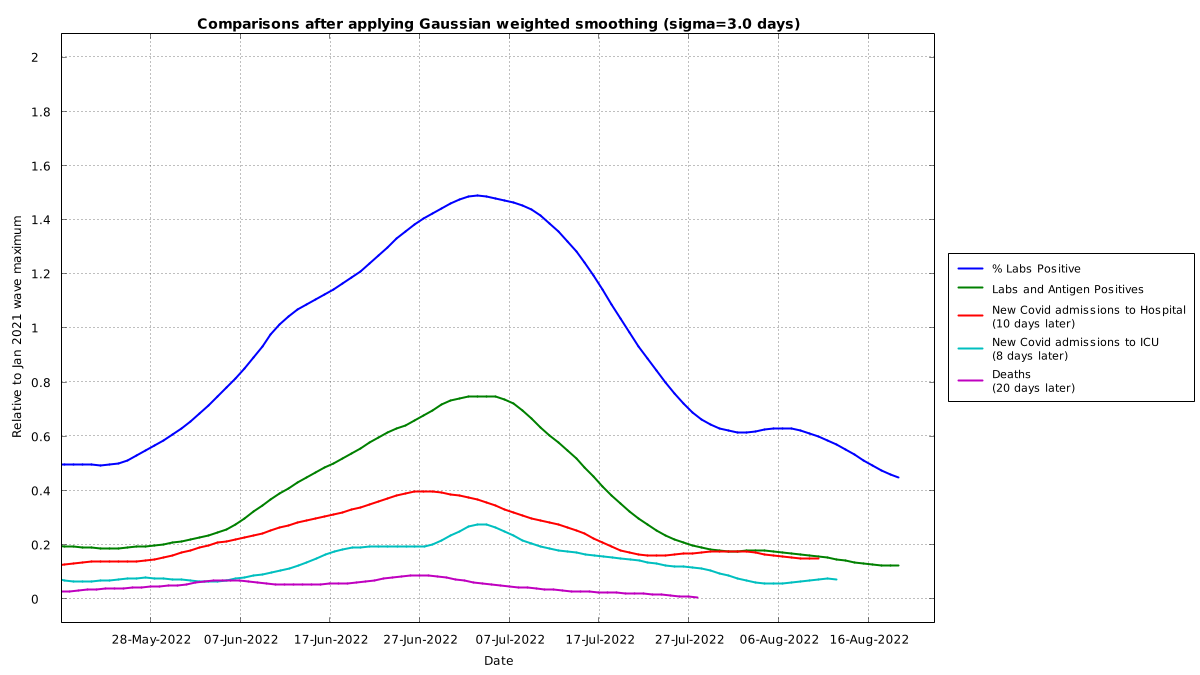 Comparisons after applying Gaussian weighted smoothing (sigma=3.0 days)
Relative to Jan 2021 wave maximum
2
1.8
1.6
1.4
1.2
1
0.8
0.6
0.4
0.2
0
28-May-2022
07-Jun-2022
17-Jun-2022
27-Jun-2022
07-Jul-2022
17-Jul-2022
27-Jul-2022
06-Aug-2022
16-Aug-2022
Date
% Labs Positive
Labs and Antigen Positives
New Covid admissions to Hospital
(10 days later)
New Covid admissions to ICU
(8 days later)
Deaths
(20 days later)